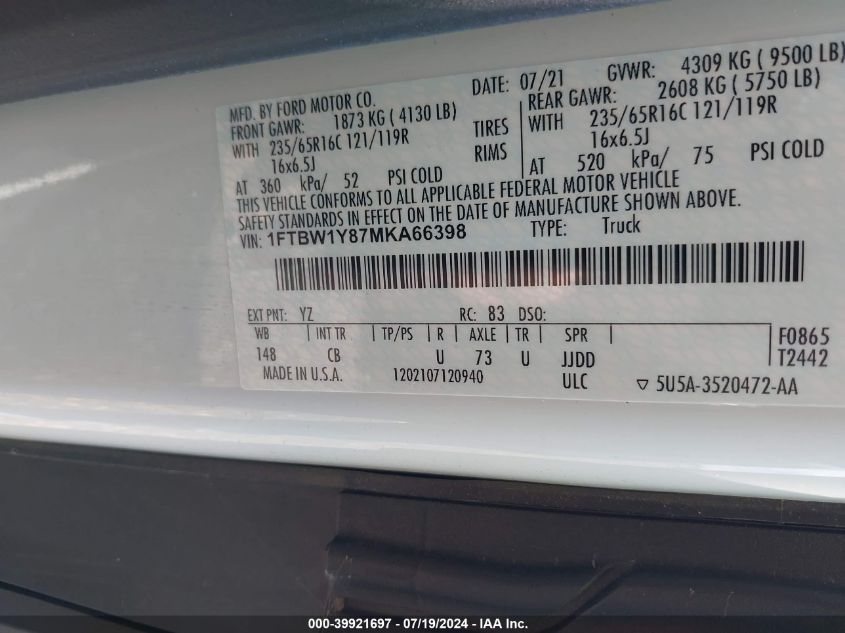 MFD. BY FORD MOTOR CO. DATE: 07/21 GVWR: 4309 KG ( 9500 LB)
FRONT GAWR: 1873 KG ( 4130 LB) REAR GAWR: 2608 KG ( 5750 LB)
WITH 235/65R16C 121/119R TIRES WITH 235/65R16C 121/119R
16x6.5J RIMS 16x6.5J
AT 360 kPa/ 52 PSI COLD AT 520 kPa/ 75 PSI COLD
THIS VEHICLE CONFORMS TO ALL APPLICABLE FEDERAL MOTOR VEHICLE
SAFETY STANDARDS IN EFFECT ON THE DATE OF MANUFACTURE SHOWN ABOVE.
VIN: 1FTBW1Y87MKA66398 TYPE: Truck
EXT PNT: YZ RC: 83 DSO:
WB INT TR TP/PS R AXLE TR SPR F0865
148 CB U 73 U JJDD T2442
MADE IN U.S.A. 1202107120940 ULC ▽ 5U5A-3520472-AA
000-39921697 - 07/19/2024 - IAA Inc.